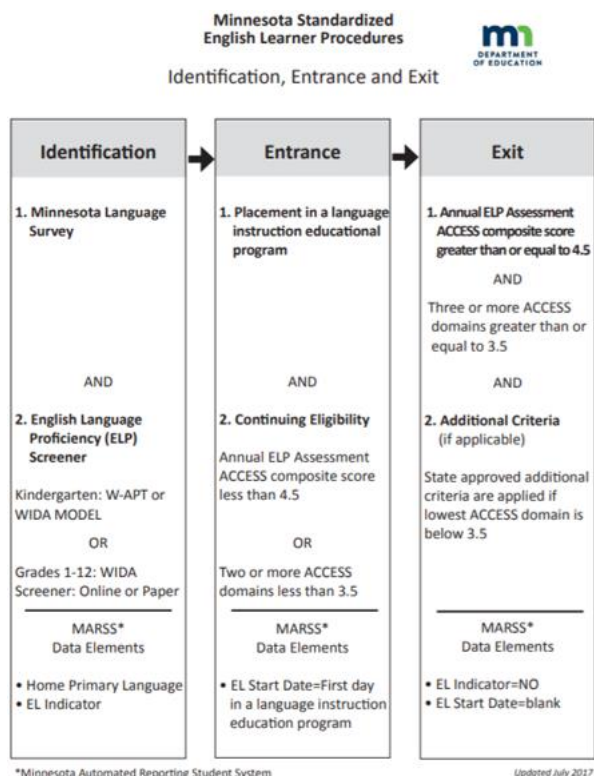 Minnesota Standardized
English Learner Procedures
mn
DEPARTMENT
OF EDUCATION
Identification, Entrance and Exit
Identification
1. Minnesota Language
Survey
AND
2. English Language
Proficiency (ELP)
Screener
Kindergarten: W-APT or
WIDA MODEL
OR
Grades 1-12: WIDA
Screener: Online or Paper
MARSS*
Data Elements
• Home Primary Language
• EL Indicator
Entrance
1. Placement in a language
instruction educational
program
AND
2. Continuing Eligibility
Annual ELP Assessment
ACCESS composite score
less than 4.5
OR
Two or more ACCESS
domains less than 3.5
MARSS*
Data Elements
• EL Start Date=First day
in a language instruction
education program
Exit
1. Annual ELP Assessment
ACCESS composite score
greater than or equal to 4.5
AND
Three or more ACCESS
domains greater than or
equal to 3.5
AND
2. Additional Criteria
(if applicable)
State approved additional
criteria are applied if
lowest ACCESS domain is
below 3.5
MARSS*
Data Elements
• EL Indicator=NO
• EL Start Date=blank
*Minnesota Automated Reporting Student System
Updated July 2017